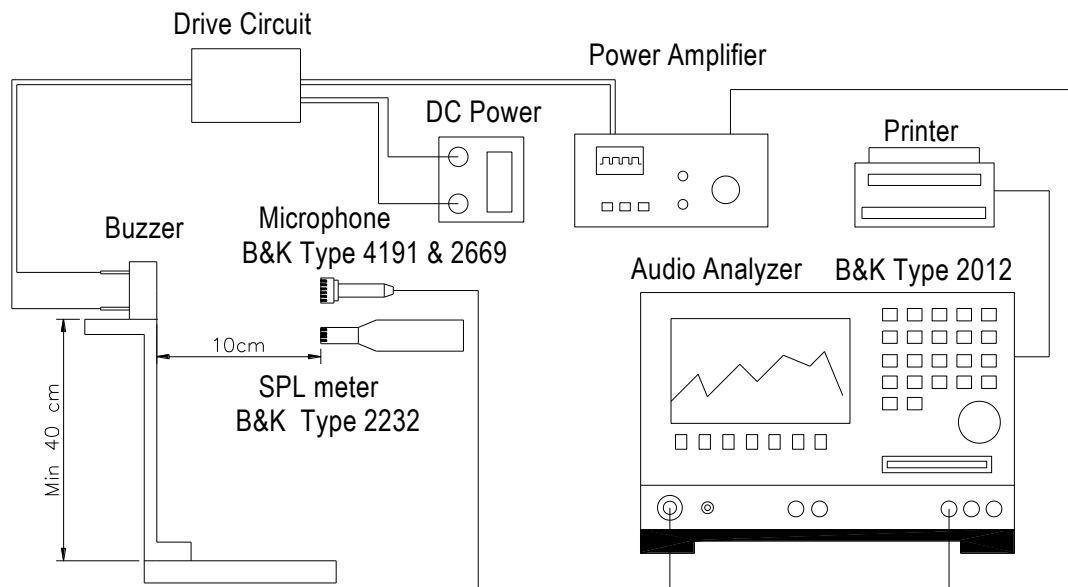 Drive Circuit
Power Amplifier
DC Power
Printer
Buzzer
Microphone
B&K Type 4191 & 2669
Audio Analyzer
B&K Type 2012
10cm
SPL meter
B&K Type 2232
Min 40 cm